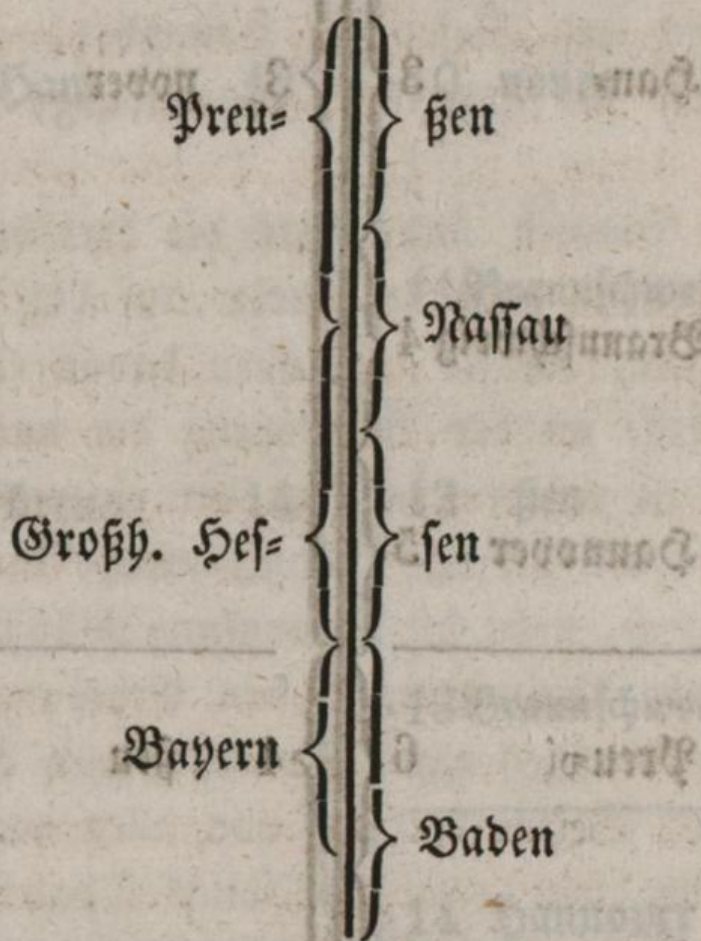 Preu= ßen
Nassau
Großh. Hes= sen
Bayern
Baden